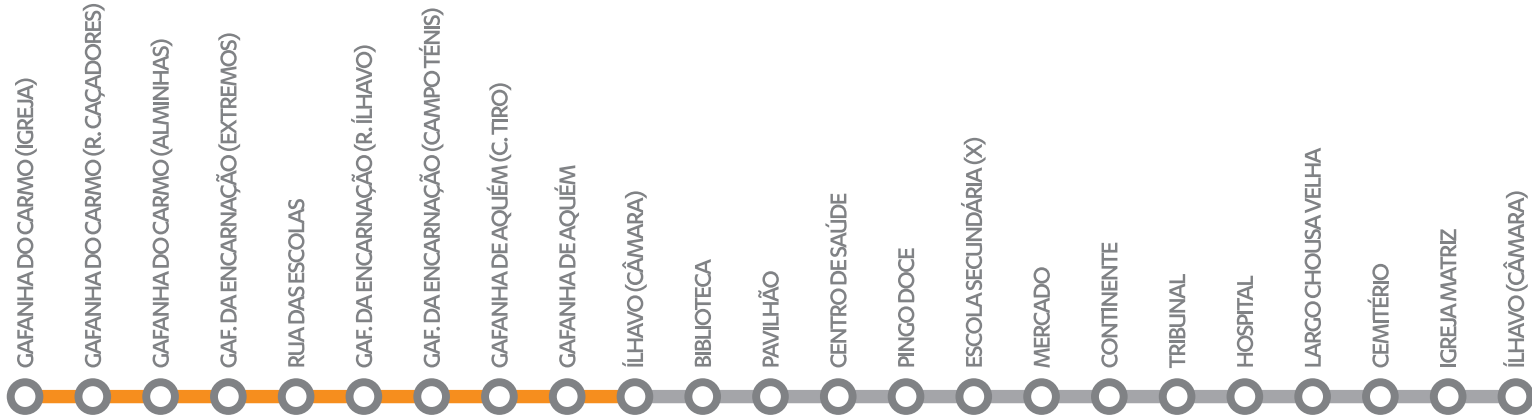 GAFANHA DO CARMO (IGREJA)
GAFANHA DO CARMO (R. CAÇADORES)
GAFANHA DO CARMO (ALMINHAS)
GAF. DA ENCARNAÇÃO (EXTREMOS)
RUA DAS ESCOLAS
GAF. DA ENCARNAÇÃO (R. ÍLHAVO)
GAF. DA ENCARNAÇÃO (CAMPO TÉNIS)
GAFANHA DE AQUÉM (C. TIRO)
GAFANHA DE AQUÉM
ÍLHAVO (CÂMARA)
BIBLIOTECA
PAVILHÃO
CENTRO DE SAÚDE
PINGO DOCE
ESCOLA SECUNDÁRIA (X)
MERCADO
CONTINENTE
TRIBUNAL
HOSPITAL
LARGO CHOUSA VELHA
CEMITÉRIO
IGREJA MATRIZ
ÍLHAVO (CÂMARA)